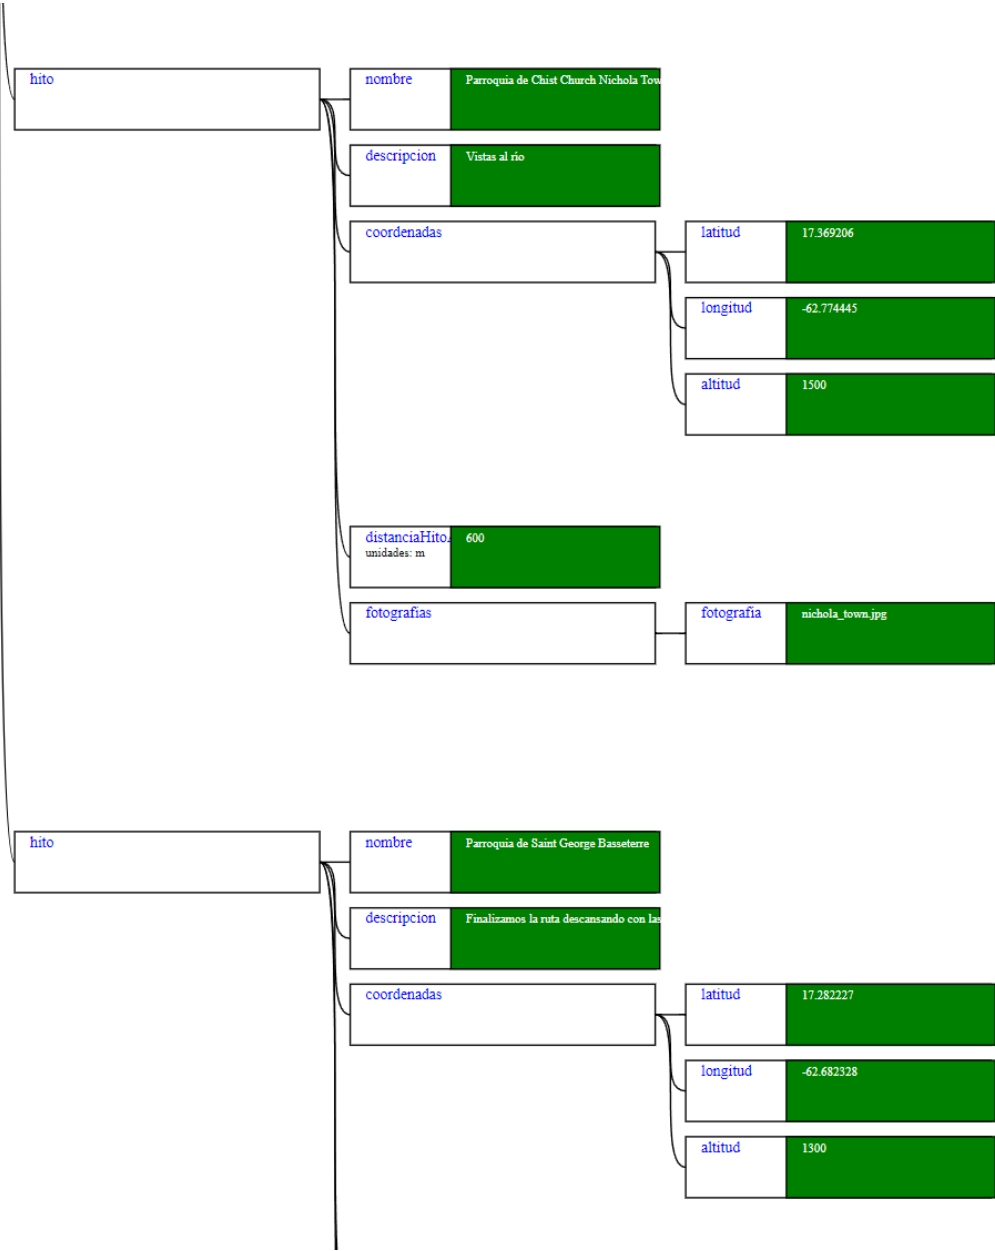 hito
nombre
Parroquia de Chist Church Nichola Tow
descripcion
Vistas al río
coordenadas
latitud
17.369206
longitud
-62.774445
altitud
1500
distanciaHito
600
unidades: m
fotografías
fotografía
nichola_town.jpg
hito
nombre
Parroquia de Saint George Basseterre
descripcion
Finalizamos la ruta descansando con las
coordenadas
latitud
17.282227
longitud
-62.682328
altitud
1300